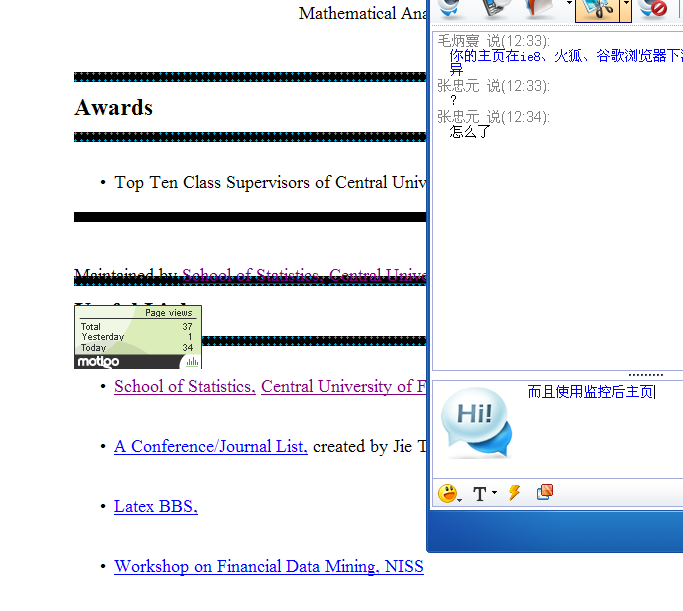 Mathematical Ana
Awards
• Top Ten Class Supervisors of Central Univ
Maintained by School of Statistics, Central Unive
Page views
Total 37
Yesterday 1
Today 34
motigo
• School of Statistics, Central University of F
• A Conference/Journal List, created by Jie T
• Latex BBS,
• Workshop on Financial Data Mining, NISS
毛炳寰 说(12:33):
你的主页在ie8、火狐、谷歌浏览器下
异
张忠元 说(12:33):
?
张忠元 说(12:34):
怎么了
Hi!
而且使用监控后主页
T